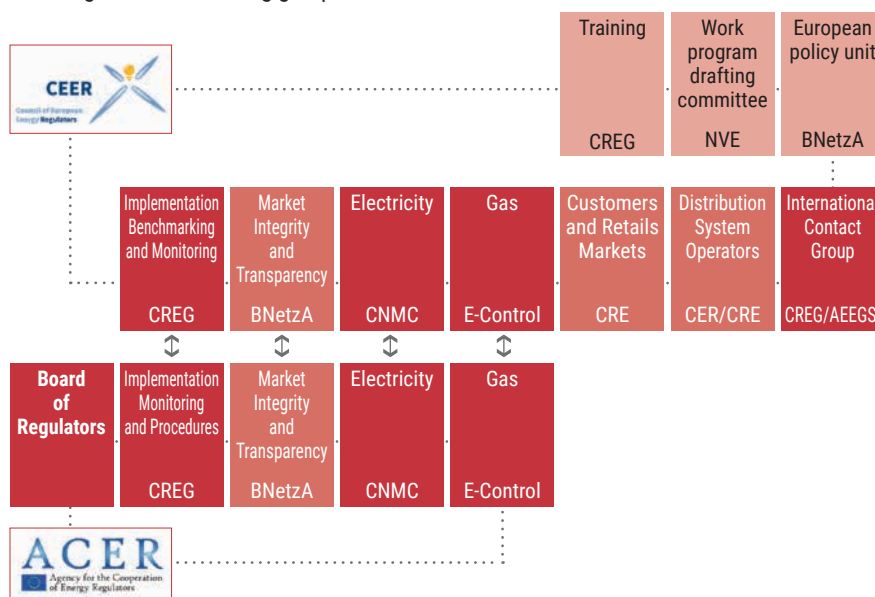 Training
CREG
Work
program
drafting
committee
NVE
European
policy unit
BNetzA
CEER
Council of European
Energy Regulators
Implementation
Benchmarking
and Monitoring
CREG
Market
Integrity
and
Transparency
BNetzA
Electricity
CNMC
Gas
E-Control
Customers
and Retails
Markets
CRE
Distribution
System
Operators
CER/CRE
Internationa
Contact
Group
CREG/AEEGS
Board
of
Regulators
Implementation
Monitoring
and Procedures
CREG
Market
Integrity
and
Transparency
BNetzA
Electricity
CNMC
Gas
E-Control
ACER
Agency for the Cooperation
of Energy Regulators